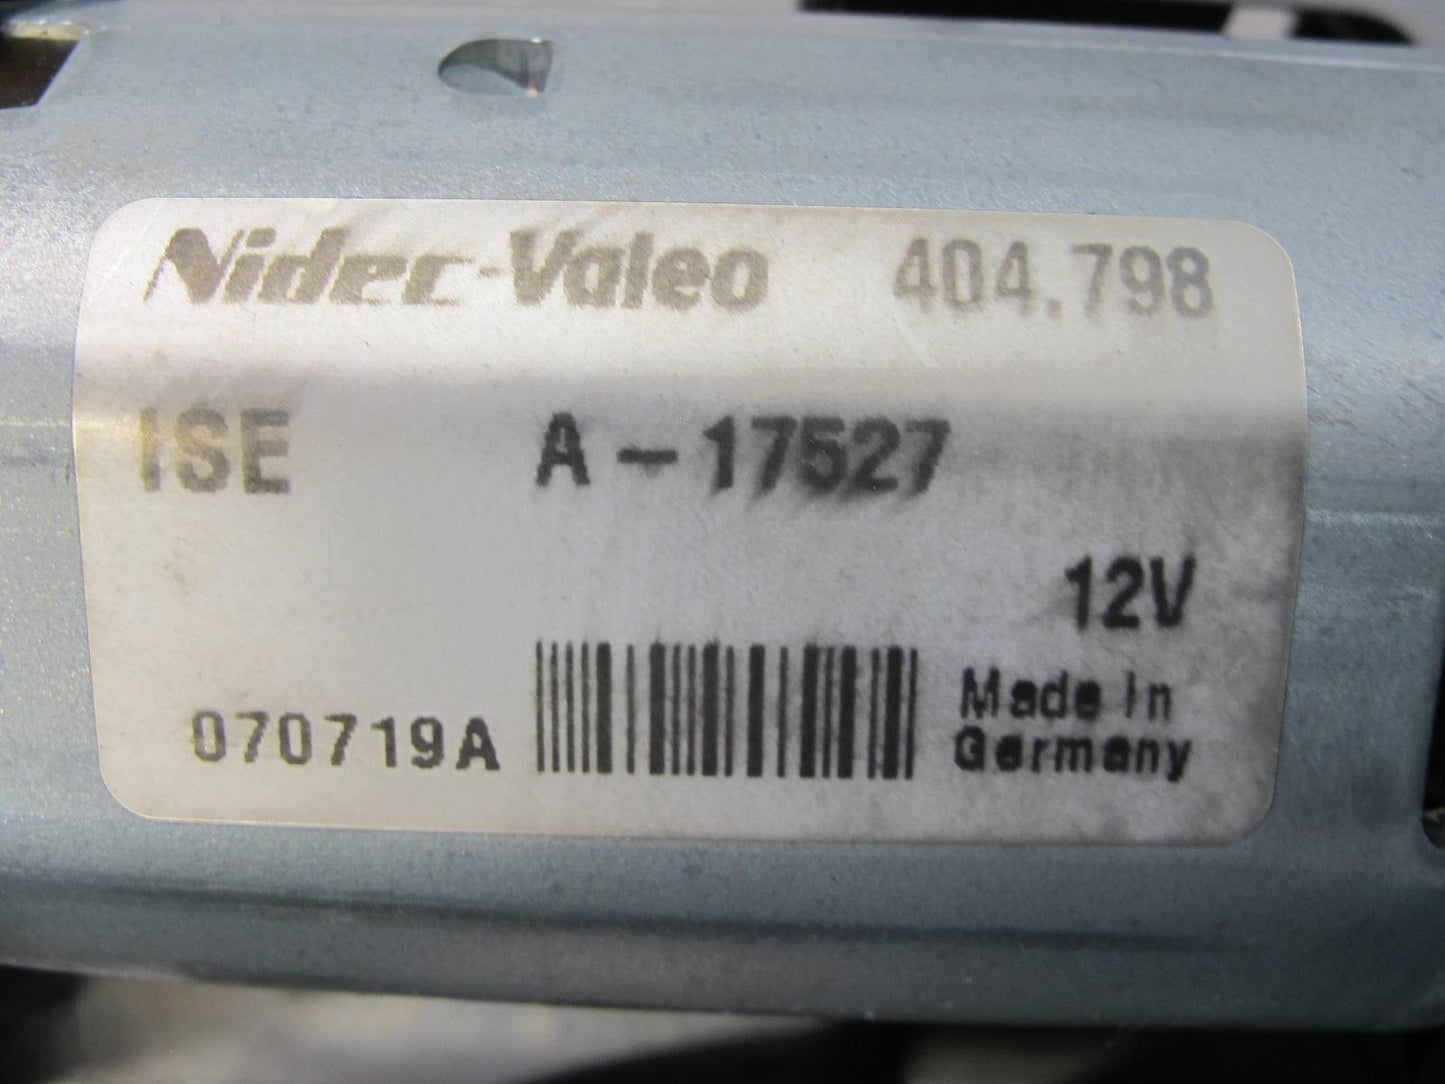 Nidec-Valeo 404.798
ISE A-17527
12V
070719A
Made In
Germany